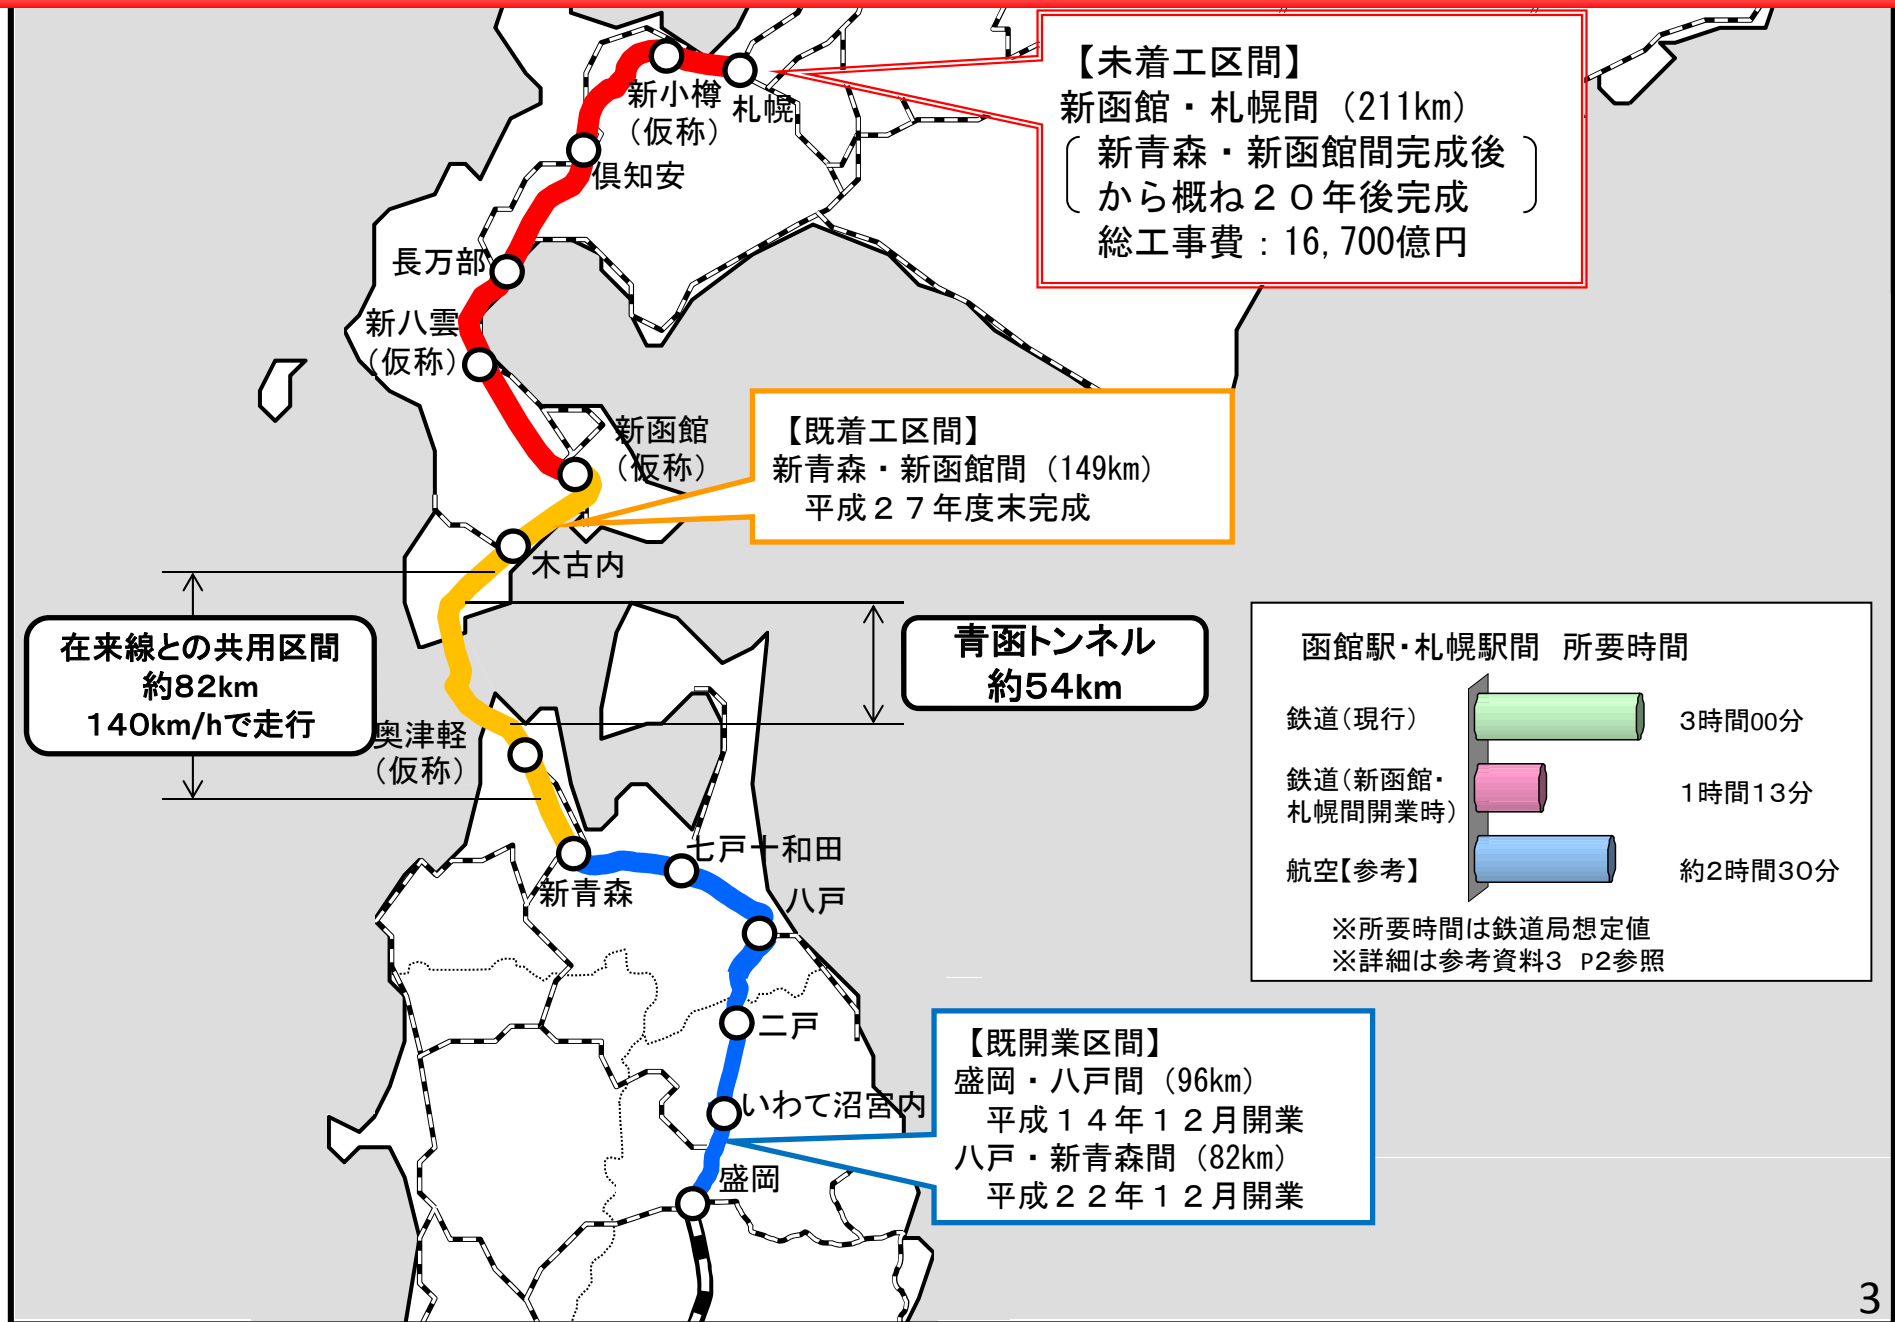 【未着工区間】
新函館・札幌間（211km）
新青森・新函館間完成後
から概ね２０年後完成
総工事費：16,700億円
新小樽
（仮称）
札幌
倶知安
長万部
新八雲
（仮称）
新函館
（仮称）
【既着工区間】
新青森・新函館間（149km）
平成２７年度末完成
木古内
在来線との共用区間
約82km
140km/hで走行
青函トンネル
約54km
奥津軽
（仮称）
函館駅・札幌駅間 所要時間
鉄道（現行）
3時間00分
鉄道（新函館・
札幌間開業時）
1時間13分
航空【参考】
約2時間30分
※所要時間は鉄道局想定値
※詳細は参考資料3 P2参照
新青森
七戸十和田
八戸
二戸
いわて沼宮内
盛岡
【既開業区間】
盛岡・八戸間（96km）
平成１４年１２月開業
八戸・新青森間（82km）
平成２２年１２月開業
3